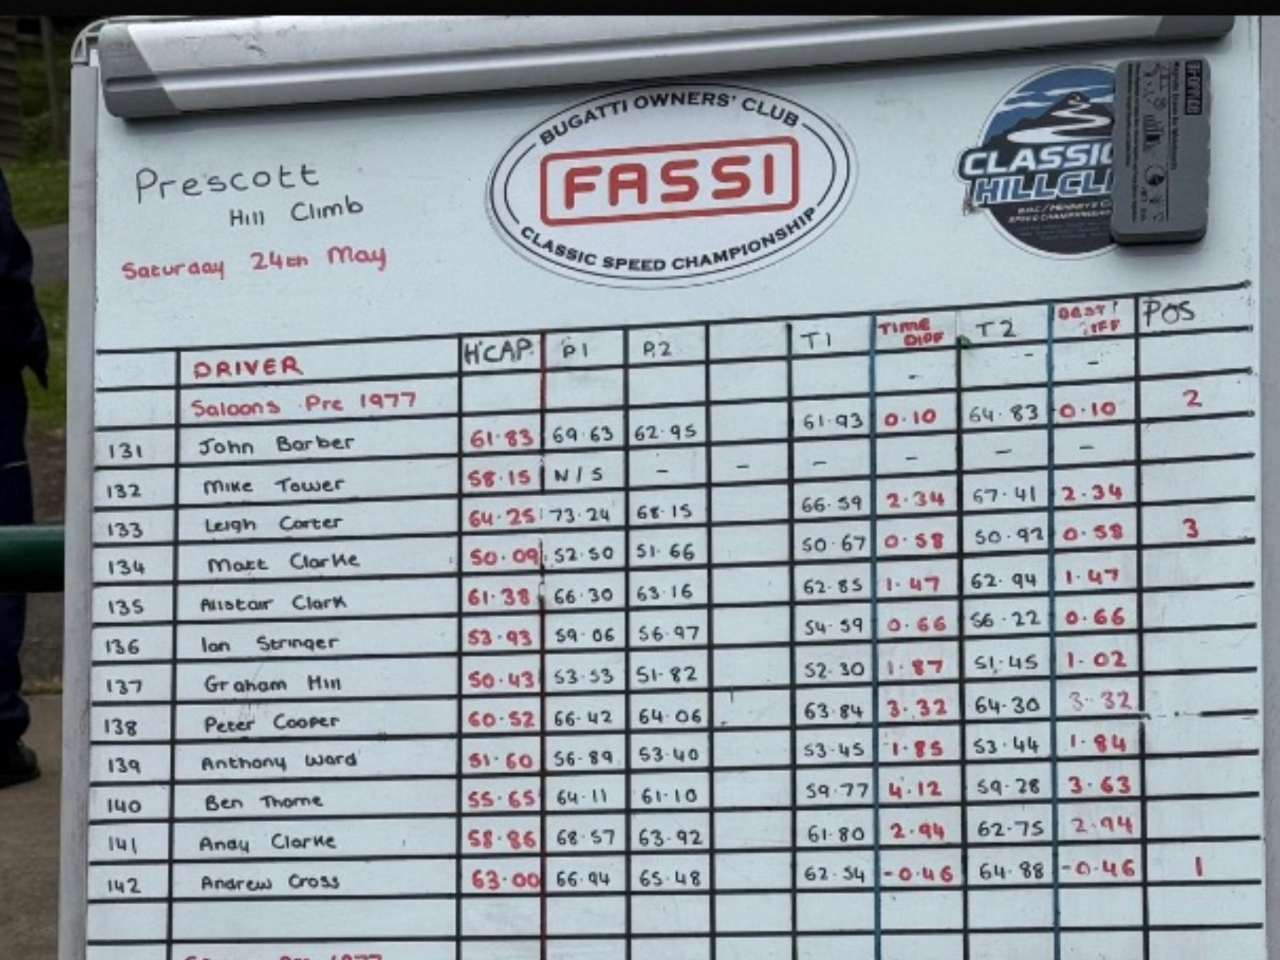 BUGATTI OWNERS' CLUB
FASSI
CLASSIC SPEED CHAMPIONSHIP
CLASSIC
HILLCLI
Prescott
Hill Climb
Saturday 24th May
DRIVER H'CAP P1 P2 T1 TIME DIFF T2 BEST DIFF POS
Saloons Pre 1977 - - -
131 John Barber 61.83 69.63 62.95 61.93 0.10 64.83 0.10 2
132 Mike Tower 58.15 N/S - - - - - -
133 Leigh Carter 64.25 73.24 68.15 66.59 2.34 67.41 2.34
134 Matt Clarke 50.09 52.50 51.66 50.67 0.58 50.92 0.58 3
135 Alistair Clark 61.38 66.30 63.16 62.85 1.47 62.94 1.47
136 Ian Stringer 53.93 59.06 56.97 54.59 0.66 56.22 0.66
137 Graham Hill 50.43 53.53 51.82 52.30 1.87 51.45 1.02
138 Peter Cooper 60.52 66.42 64.06 63.84 3.32 64.30 3.32
139 Anthony Ward 51.60 56.89 53.40 53.45 1.85 53.44 1.84
140 Ben Thorne 55.65 64.11 61.10 59.77 4.12 59.28 3.63
141 Andy Clarke 58.86 68.57 63.92 61.80 2.94 62.75 2.94
142 Andrew Cross 63.00 66.94 65.48 62.54 -0.46 64.88 -0.46 1